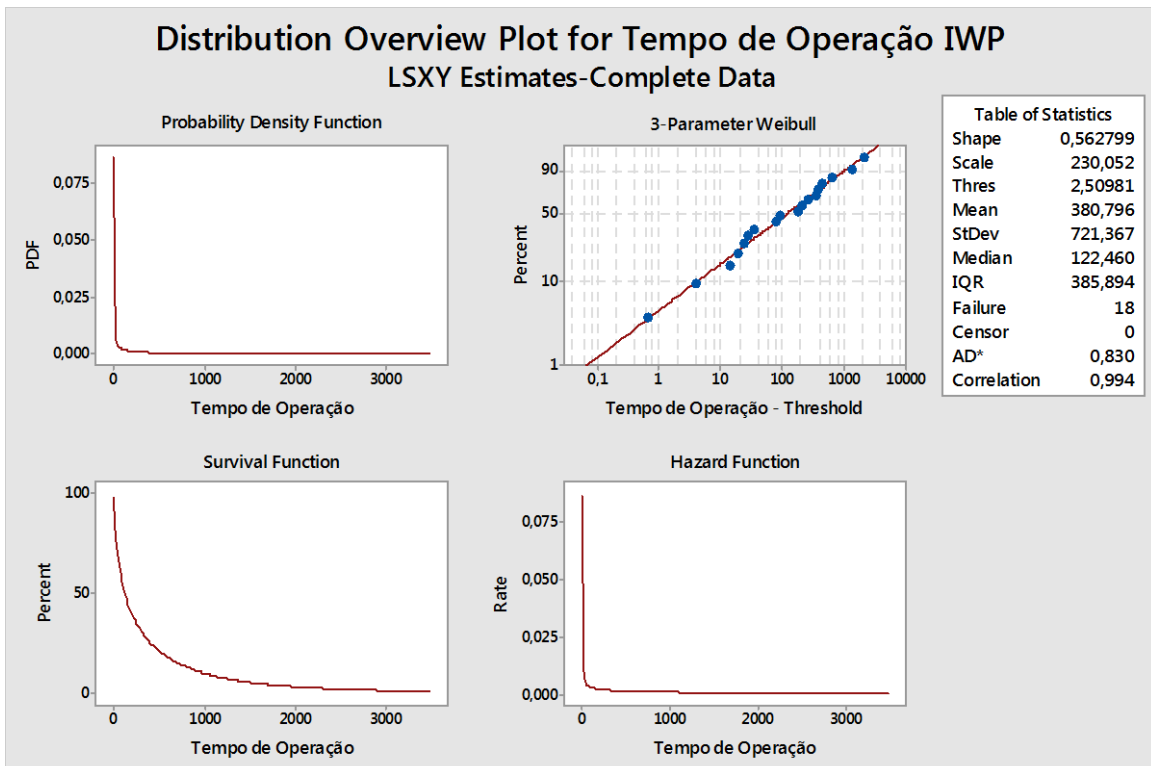 Distribution Overview Plot for Tempo de Operação IWP
LSXY Estimates-Complete Data
Probability Density Function
0,075
0,050
0,025
0,000
PDF
0
1000
2000
3000
Tempo de Operação
3-Parameter Weibull
90
50
10
1
Percent
0,1
1
10
100
1000
10000
Tempo de Operação - Threshold
Table of Statistics
Shape 0,562799
Scale 230,052
Thres 2,50981
Mean 380,796
StDev 721,367
Median 122,460
IQR 385,894
Failure 18
Censor 0
AD* 0,830
Correlation 0,994
Survival Function
100
50
0
Percent
0
1000
2000
3000
Tempo de Operação
Hazard Function
0,075
0,050
0,025
0,000
Rate
0
1000
2000
3000
Tempo de Operação